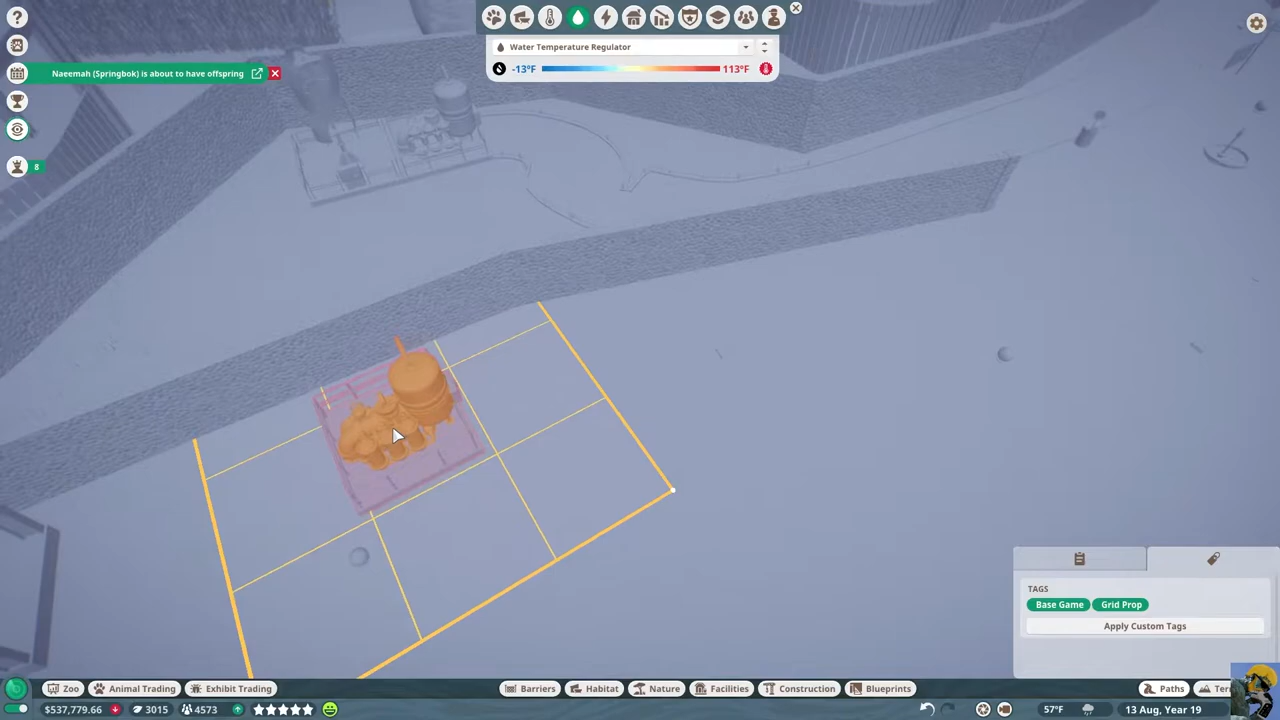 Water Temperature Regulator
-13°F
113°F
Naeemah (Springbok) is about to have offspring
8
TAGS
Base Game
Grid Prop
Apply Custom Tags
Zoo
Animal Trading
Exhibit Trading
Barriers
Habitat
Nature
Facilities
Construction
Blueprints
Paths
$537,779.66
3015
4573
57°F
13 Aug, Year 19